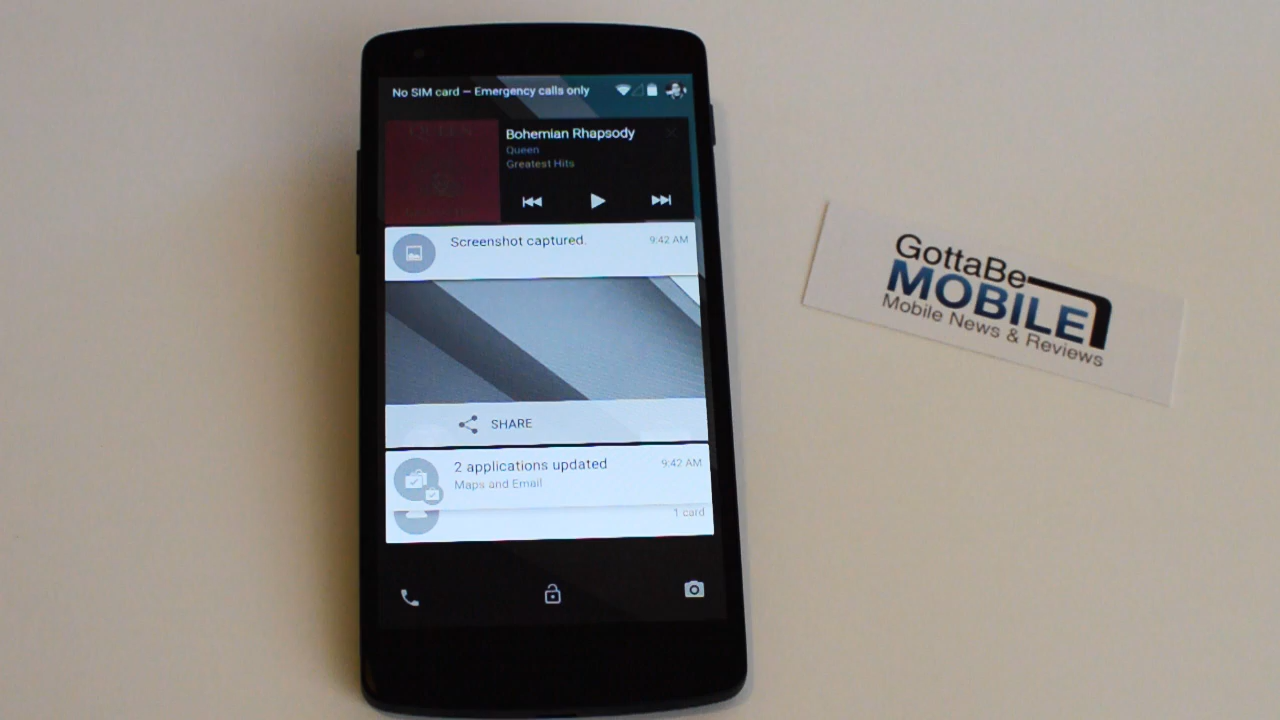 No SIM card – Emergency calls only
QUEEN
Bohemian Rhapsody
Queen
Greatest Hits
Screenshot captured.
9:42 AM
SHARE
2 applications updated
9:42 AM
Maps and Email
1 card
GottaBe
MOBILE
Mobile News & Reviews